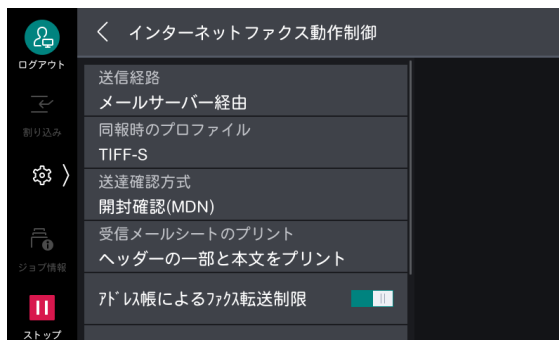 ログアウト
割り込み
ジョブ情報
ストップ
インターネットファクス動作制御
送信経路
メールサーバー経由
同報時のプロファイル
TIFF-S
送達確認方式
開封確認(MDN)
受信メールシートのプリント
ヘッダーの一部と本文をプリント
ｱﾄﾞﾚｽ帳によるﾌｧｸｽ転送制限